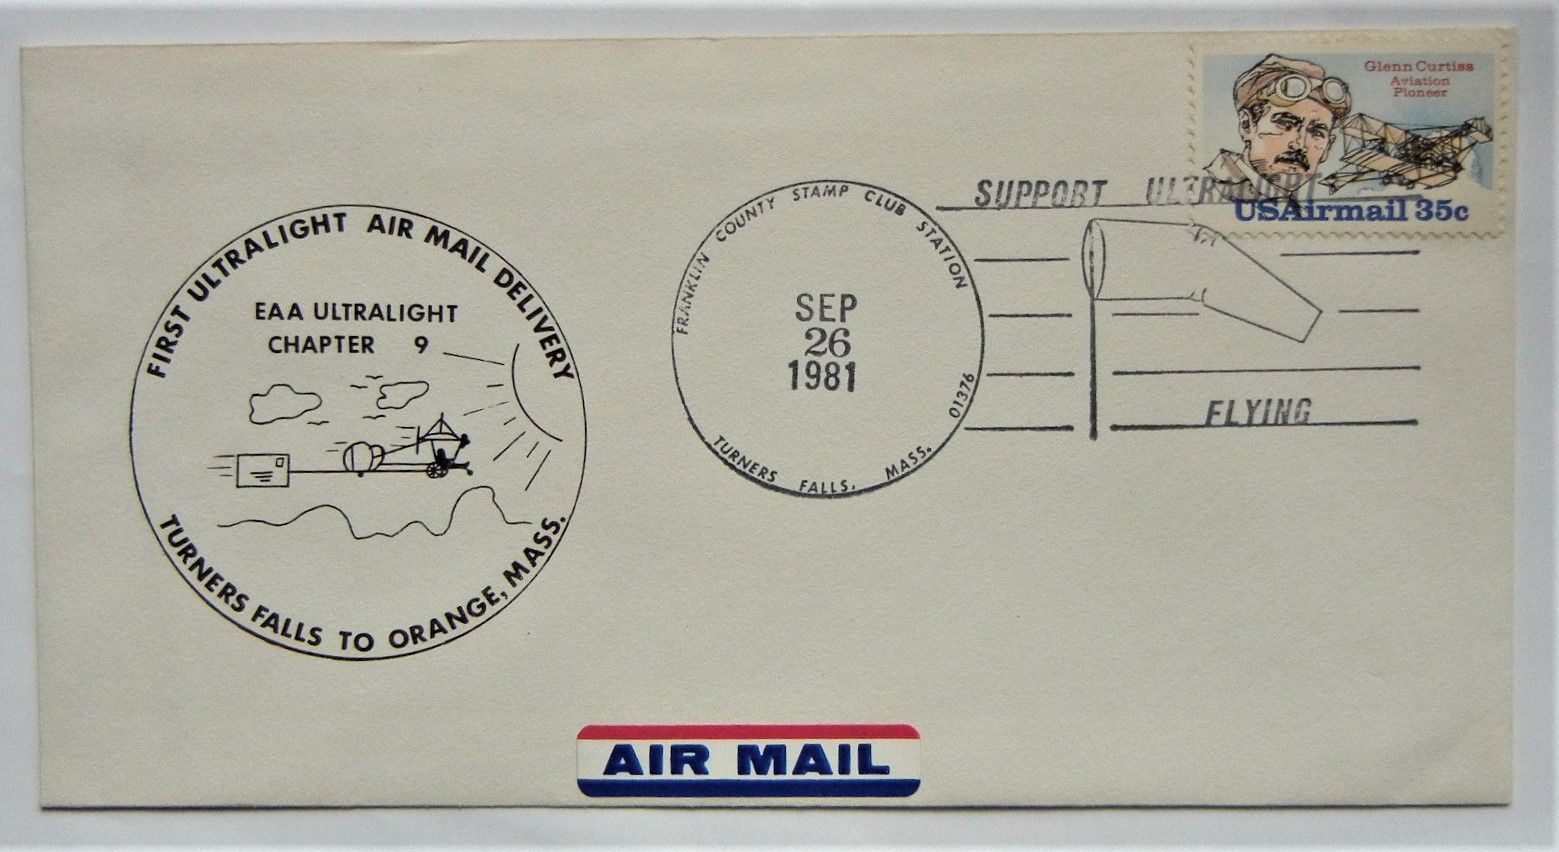 FIRST ULTRALIGHT AIR MAIL DELIVERY
EAA ULTRALIGHT
CHAPTER 9
TURNERS FALLS TO ORANGE, MASS.
FRANKLIN COUNTY STAMP CLUB STATION
SEP
26
1981
01376
TURNERS FALLS. MASS.
SUPPORT ULTRALIGHT
FLYING
Glenn Curtiss
Aviation
Pioneer
USAirmail 35c
AIR MAIL